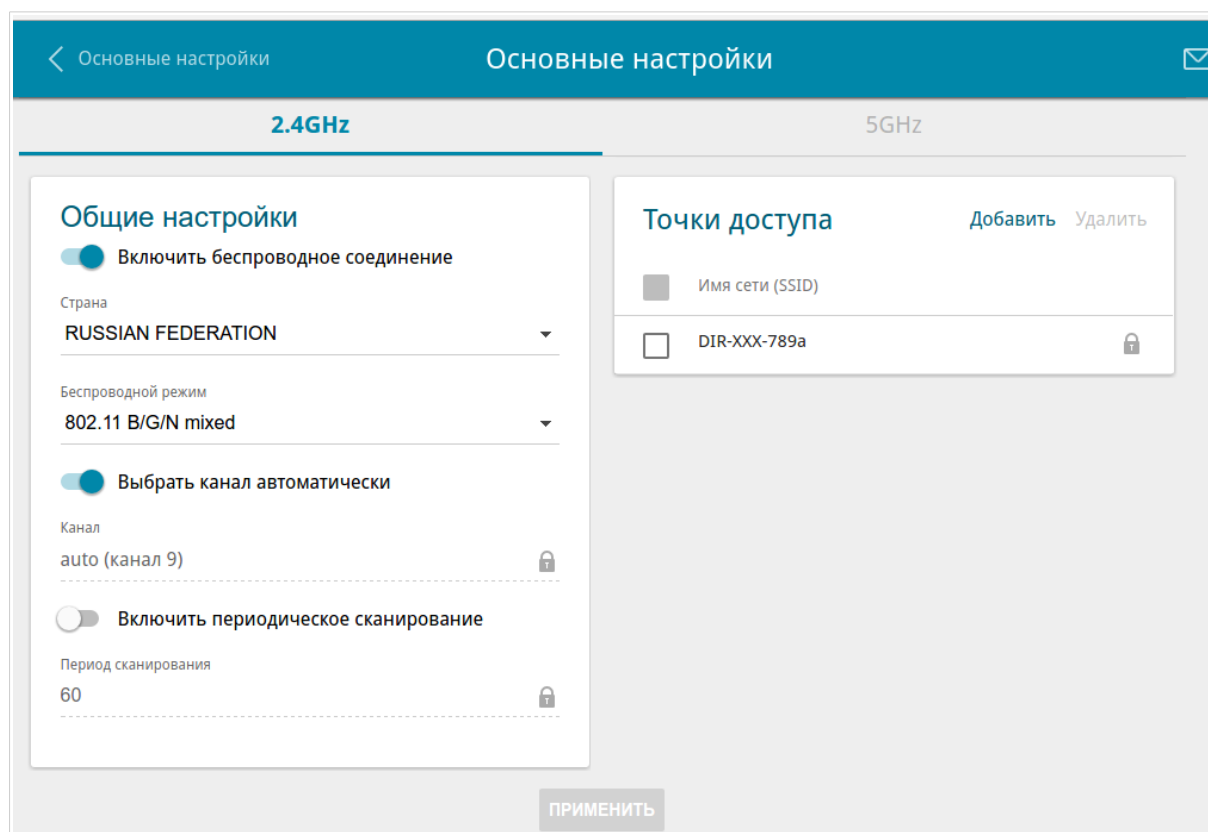 Основные настройки
Основные настройки
2.4GHz
5GHz
Общие настройки
Включить беспроводное соединение
Страна
RUSSIAN FEDERATION
Беспроводной режим
802.11 B/G/N mixed
Выбрать канал автоматически
Канал
auto (канал 9)
Включить периодическое сканирование
Период сканирования
60
Точки доступа
Добавить
Удалить
Имя сети (SSID)
DIR-XXX-789a
ПРИМЕНИТЬ